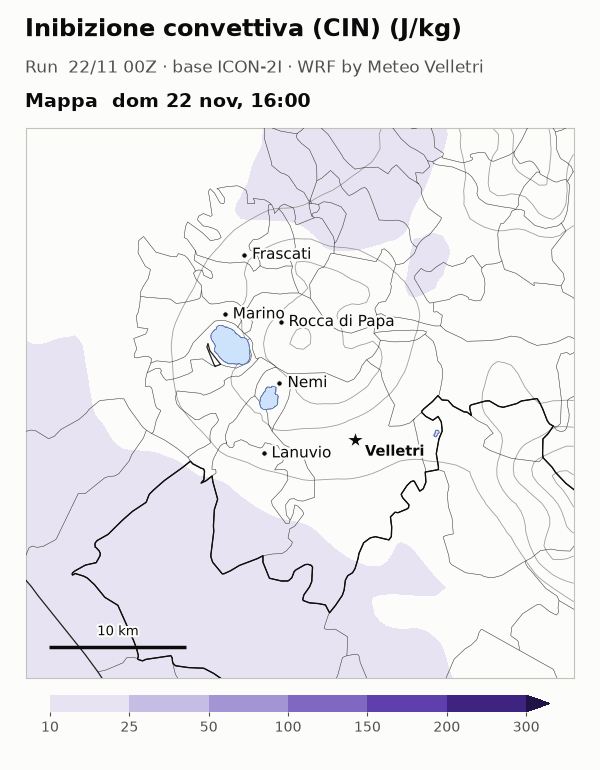 Inibizione convettiva (CIN) (J/kg)
Run  22/11 00Z · base ICON-2I · WRF by Meteo Velletri
Mappa  dom 22 nov, 16:00
Frascati
Marino
Rocca di Papa
Nemi
Velletri
Lanuvio
10 km
10 25 50 100 150 200 300